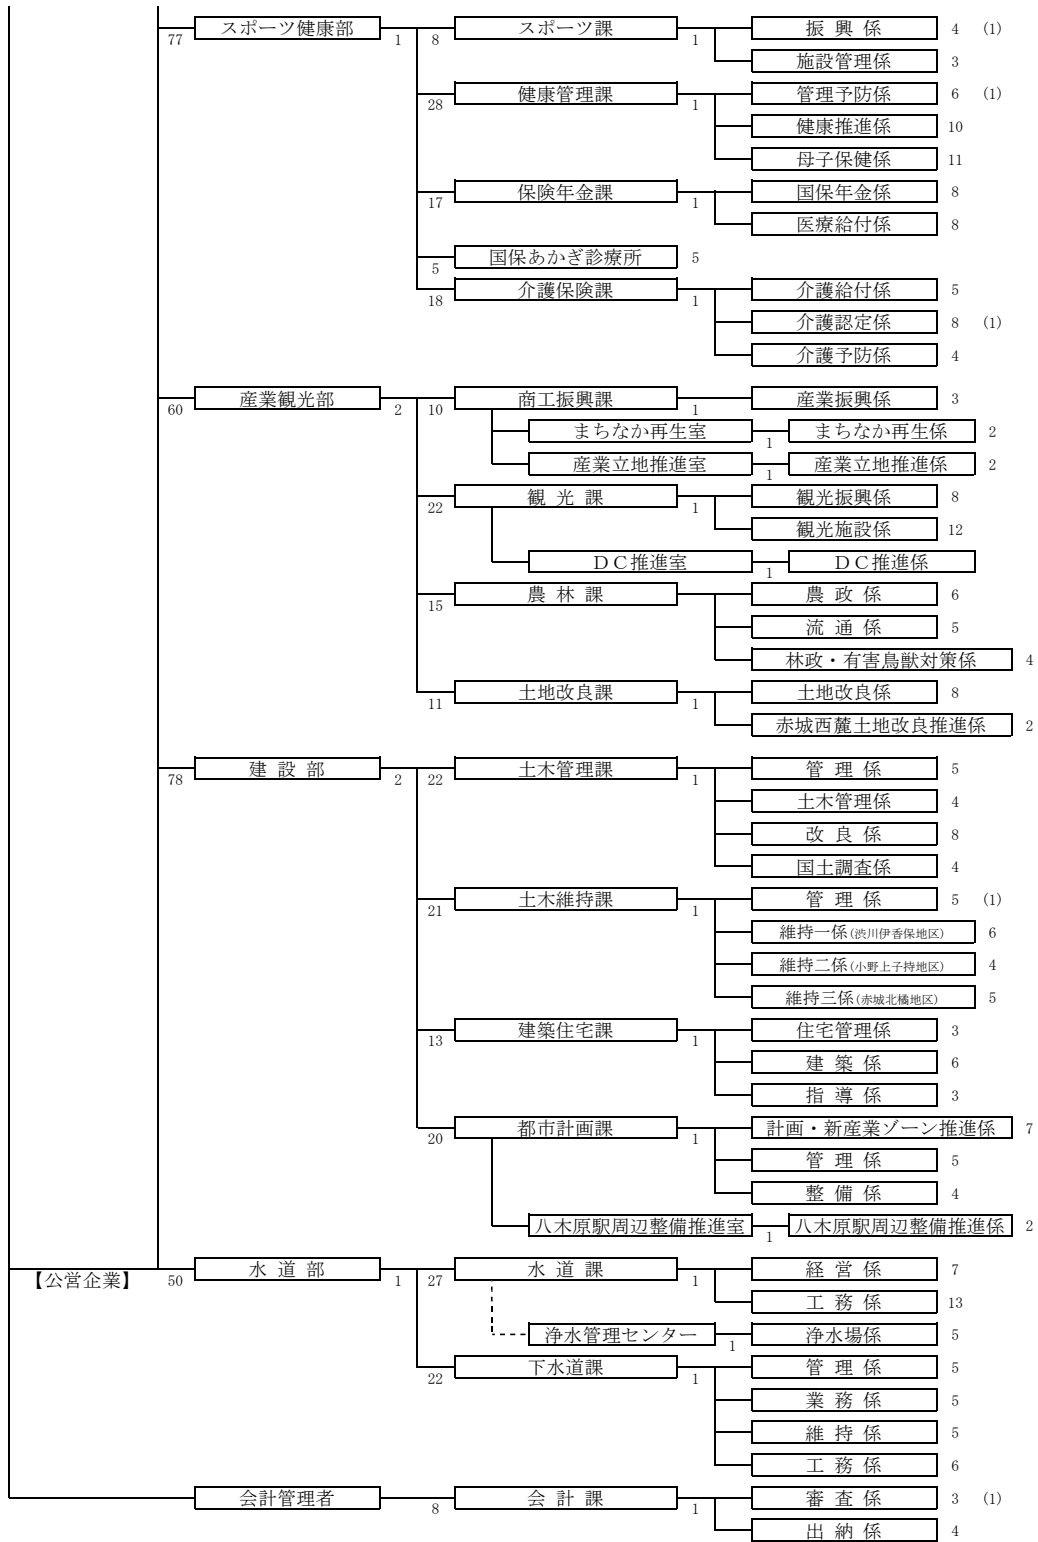 スポーツ健康部 スポーツ課 振 興 係 4 (1)
77 1 8 1
施設管理係 3
健康管理課 管理予防係 6 (1)
28 1
健康推進係 10
母子保健係 11
保険年金課 国保年金係 8
17 1
医療給付係 8
国保あかぎ診療所 5
5
介護保険課 介護給付係 5
18 1
介護認定係 8 (1)
介護予防係 4
産業観光部 商工振興課 産業振興係 3
60 2 10 1
まちなか再生室 まちなか再生係 2
1
産業立地推進室 産業立地推進係 2
1
観 光 課 観光振興係 8
22 1
観光施設係 12
DC推進室 DC推進係
1
農 林 課 農 政 係 6
15
流 通 係 5
林政・有害鳥獣対策係 4
土地改良課 土地改良係 8
11 1
赤城西麓土地改良推進係 2
建 設 部 土木管理課 管 理 係 5
78 2 22 1
土木管理係 4
改 良 係 8
国土調査係 4
土木維持課 管 理 係 5 (1)
21 1
維持一係(渋川伊香保地区) 6
維持二係(小野上子持地区) 4
維持三係(赤城北橘地区) 5
建築住宅課 住宅管理係 3
13 1
建 築 係 6
指 導 係 3
都市計画課 計画・新産業ゾーン推進係 7
20 1
管 理 係 5
整 備 係 4
八木原駅周辺整備推進室 八木原駅周辺整備推進係 2
1
水 道 部 水 道 課 経 営 係 7
【公営企業】 50 1 27 1
工 務 係 13
浄水管理センター 浄水場係 5
1
下水道課 管 理 係 5
22 1
業 務 係 5
維 持 係 5
工 務 係 6
会計管理者 会 計 課 審 査 係 3 (1)
8 1
出 納 係 4